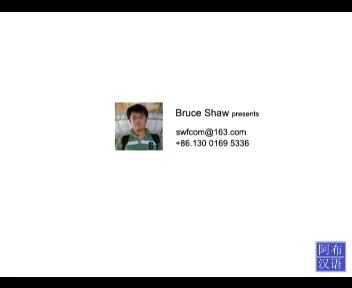 Bruce Shaw presents
swfcom@163.com
+86.130 0169 5336
阿布
汉语